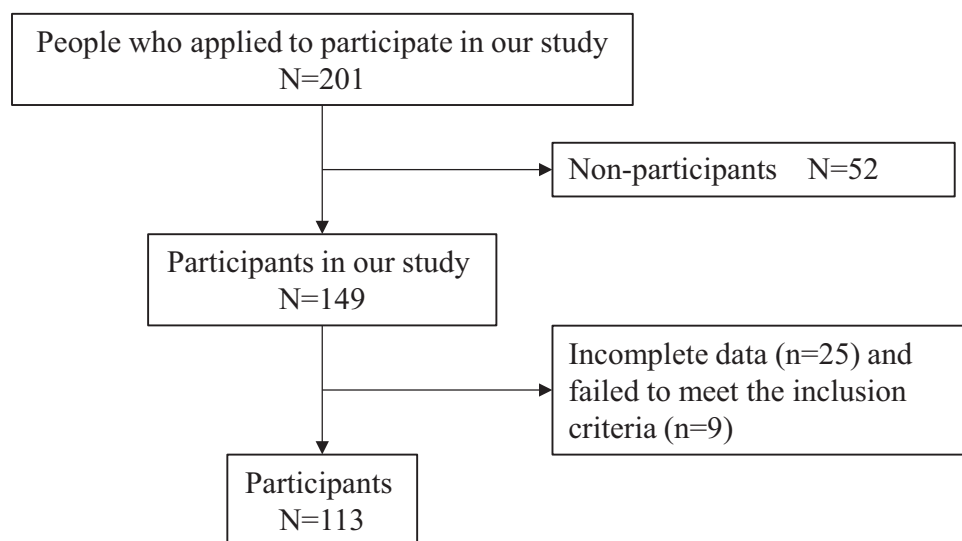 People who applied to participate in our study
N=201
Non-participants N=52
Participants in our study
N=149
Incomplete data (n=25) and
failed to meet the inclusion
criteria (n=9)
Participants
N=113